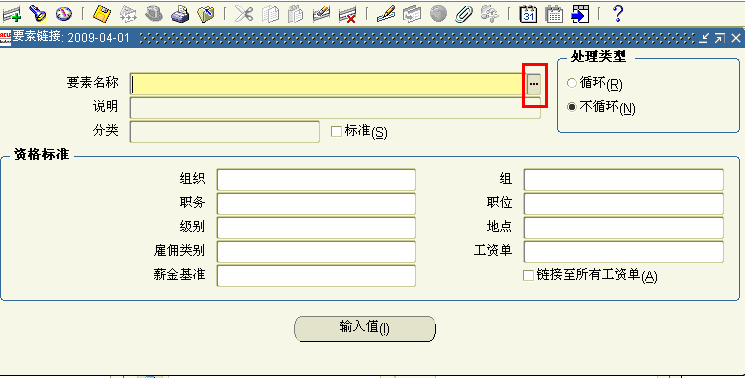 31
?
要素链接: 2009-04-01
处理类型
要素名称 ...
循环(R)
说明
不循环(N)
分类
标准(S)
资格标准
组织
组
职务
职位
级别
地点
雇佣类别
工资单
薪金基准
链接至所有工资单(A)
输入值(I)